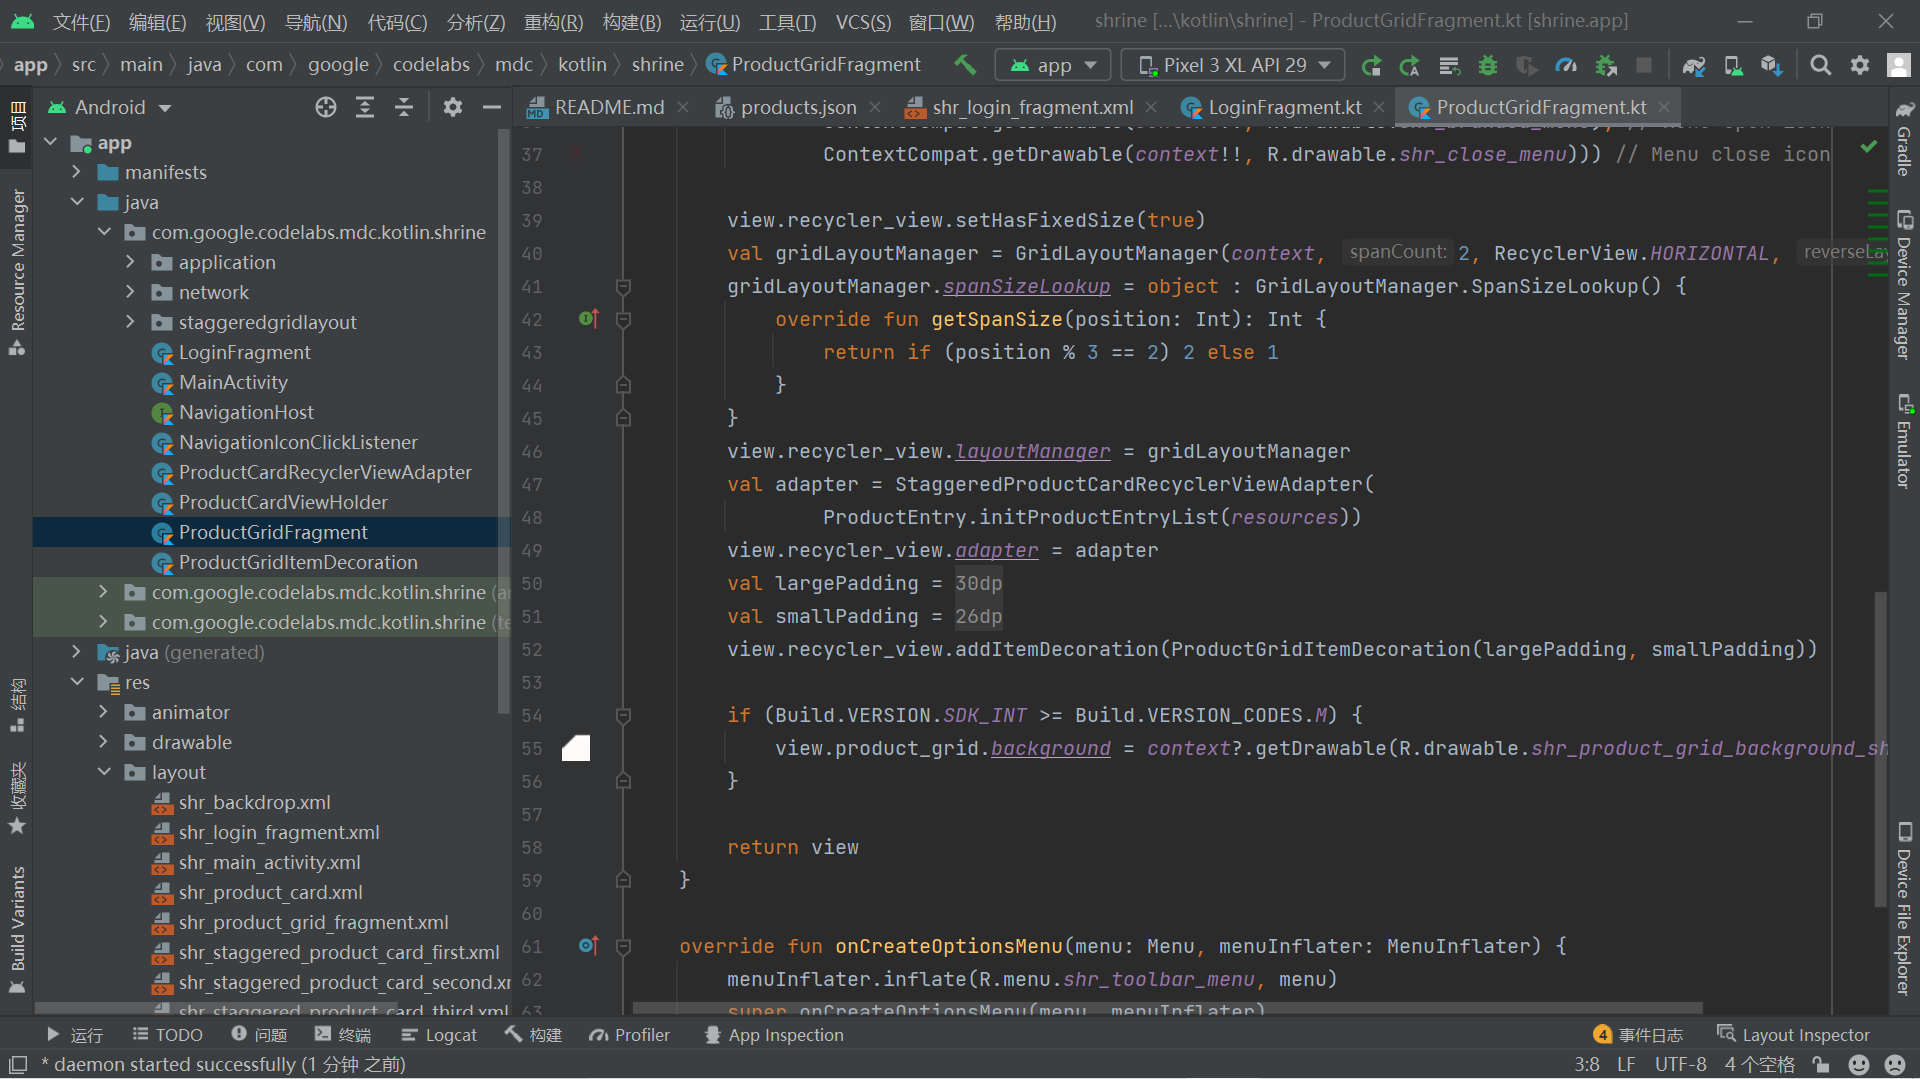 文件(F) 编辑(E) 视图(V) 导航(N) 代码(C) 分析(Z) 重构(R) 构建(B) 运行(U) 工具(T) VCS(S) 窗口(W) 帮助(H) shrine [...\kotlin\shrine] - ProductGridFragment.kt [shrine.app]
app src main java com google codelabs mdc kotlin shrine ProductGridFragment app Pixel 3 XL API 29
Android
README.md products.json shr_login_fragment.xml LoginFragment.kt ProductGridFragment.kt
项目
Resource Manager
结构
收藏夹
Build Variants
app
manifests
java
com.google.codelabs.mdc.kotlin.shrine
application
network
staggeredgridlayout
LoginFragment
MainActivity
NavigationHost
NavigationIconClickListener
ProductCardRecyclerViewAdapter
ProductCardViewHolder
ProductGridFragment
ProductGridItemDecoration
com.google.codelabs.mdc.kotlin.shrine
com.google.codelabs.mdc.kotlin.shrine
java (generated)
res
animator
drawable
layout
shr_backdrop.xml
shr_login_fragment.xml
shr_main_activity.xml
shr_product_card.xml
shr_product_grid_fragment.xml
shr_staggered_product_card_first.xml
shr_staggered_product_card_second.xr
shr_staggered_product_card_third.xml
37 ContextCompat.getDrawable(context!!, R.drawable.shr_close_menu))) // Menu close icon
38
39 view.recycler_view.setHasFixedSize(true)
40 val gridLayoutManager = GridLayoutManager(context, spanCount: 2, RecyclerView.HORIZONTAL, reverseLay
41 gridLayoutManager.spanSizeLookup = object : GridLayoutManager.SpanSizeLookup() {
42 override fun getSpanSize(position: Int): Int {
43 return if (position % 3 == 2) 2 else 1
44 }
45 }
46 view.recycler_view.layoutManager = gridLayoutManager
47 val adapter = StaggeredProductCardRecyclerViewAdapter(
48 ProductEntry.initProductEntryList(resources))
49 view.recycler_view.adapter = adapter
50 val largePadding = 30dp
51 val smallPadding = 26dp
52 view.recycler_view.addItemDecoration(ProductGridItemDecoration(largePadding, smallPadding))
53
54 if (Build.VERSION.SDK_INT >= Build.VERSION_CODES.M) {
55 view.product_grid.background = context?.getDrawable(R.drawable.shr_product_grid_background_sh
56 }
57
58 return view
59 }
60
61 override fun onCreateOptionsMenu(menu: Menu, menuInflater: MenuInflater) {
62 menuInflater.inflate(R.menu.shr_toolbar_menu, menu)
63 super.onCreateOptionsMenu(menu, menuInflater)
Gradle
Device Manager
Emulator
Device File Explorer
运行 TODO 问题 终端 Logcat 构建 Profiler App Inspection 4 事件日志 Layout Inspector
* daemon started successfully (1 分钟 之前) 3:8 LF UTF-8 4 个空格